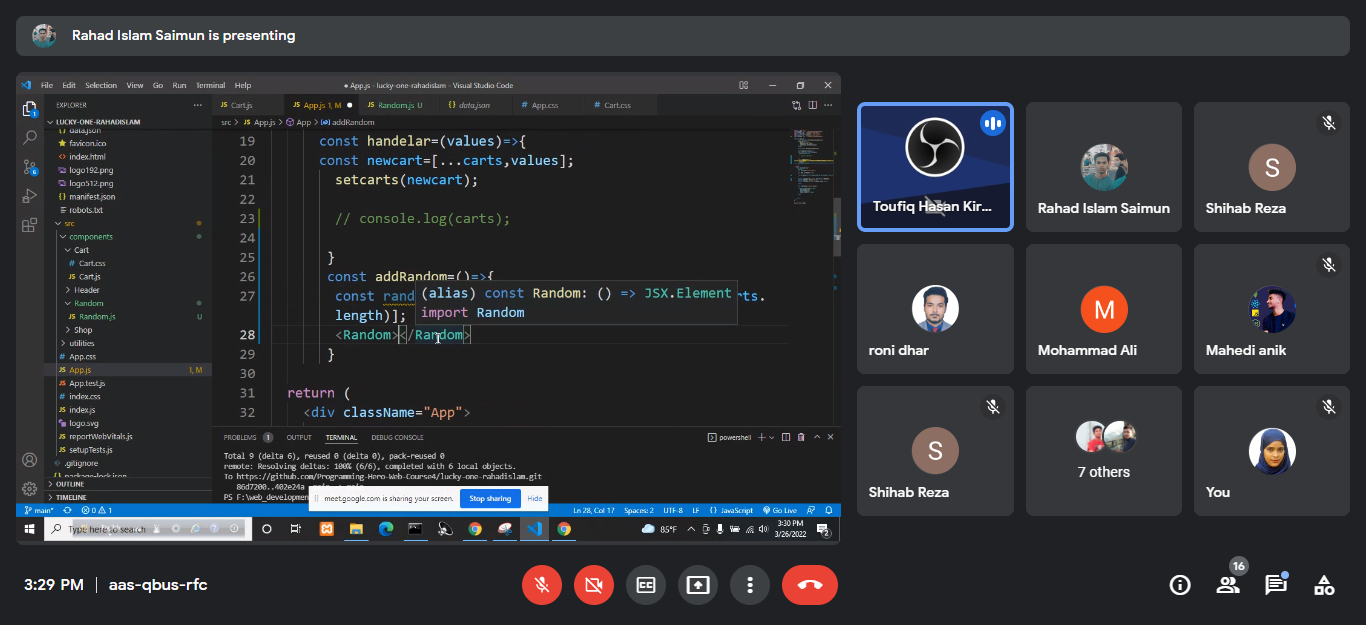 Rahad Islam Saimun is presenting
File Edit Selection View Go Run Terminal Help
● App.js - lucky-one-rahadislam - Visual Studio Code
EXPLORER
LUCKY-ONE-RAHADISLAM
data.json
favicon.ico
index.html
logo192.png
logo512.png
manifest.json
robots.txt
src
components
Cart
Cart.css
Cart.js
Header
Random
Random.js U
Shop
utilities
App.css
App.js 1, M
App.test.js
index.css
index.js
logo.svg
reportWebVitals.js
setupTests.js
.gitignore
package-lock.json
OUTLINE
TIMELINE
JS Cart.js
JS App.js 1, M ●
JS Random.js U
{} data.json
# App.css
# Cart.css
src > JS App.js > App > addRandom
19 const handelar=(values)=>{
20 const newcart=[...carts,values];
21 setcarts(newcart);
22
23 // console.log(carts);
24
25 }
26 const addRandom=()=>{
27 const rand
rts.
length)];
(alias) const Random: () => JSX.Element
import Random
28 <Random></Random>
29 }
30
31 return (
32 <div className="App">
PROBLEMS 1 OUTPUT TERMINAL DEBUG CONSOLE
powershell
Total 9 (delta 6), reused 0 (delta 0), pack-reused 0
remote: Resolving deltas: 100% (6/6), completed with 6 local objects.
To https://github.com/Programming-Hero-Web-Course4/lucky-one-rahadislam.git
86d7200..402e24a
PS F:\web_developmen
meet.google.com is sharing your screen. Stop sharing Hide
main* 0 1
Ln 28, Col 17 Spaces: 2 UTF-8 LF {} JavaScript Go Live
Type here to search
85°F
3:30 PM
3/26/2022
2
Toufiq Hasan Kir...
Rahad Islam Saimun
S
Shihab Reza
roni dhar
M
Mohammad Ali
Mahedi anik
S
Shihab Reza
7 others
You
3:29 PM | aas-qbus-rfc
16